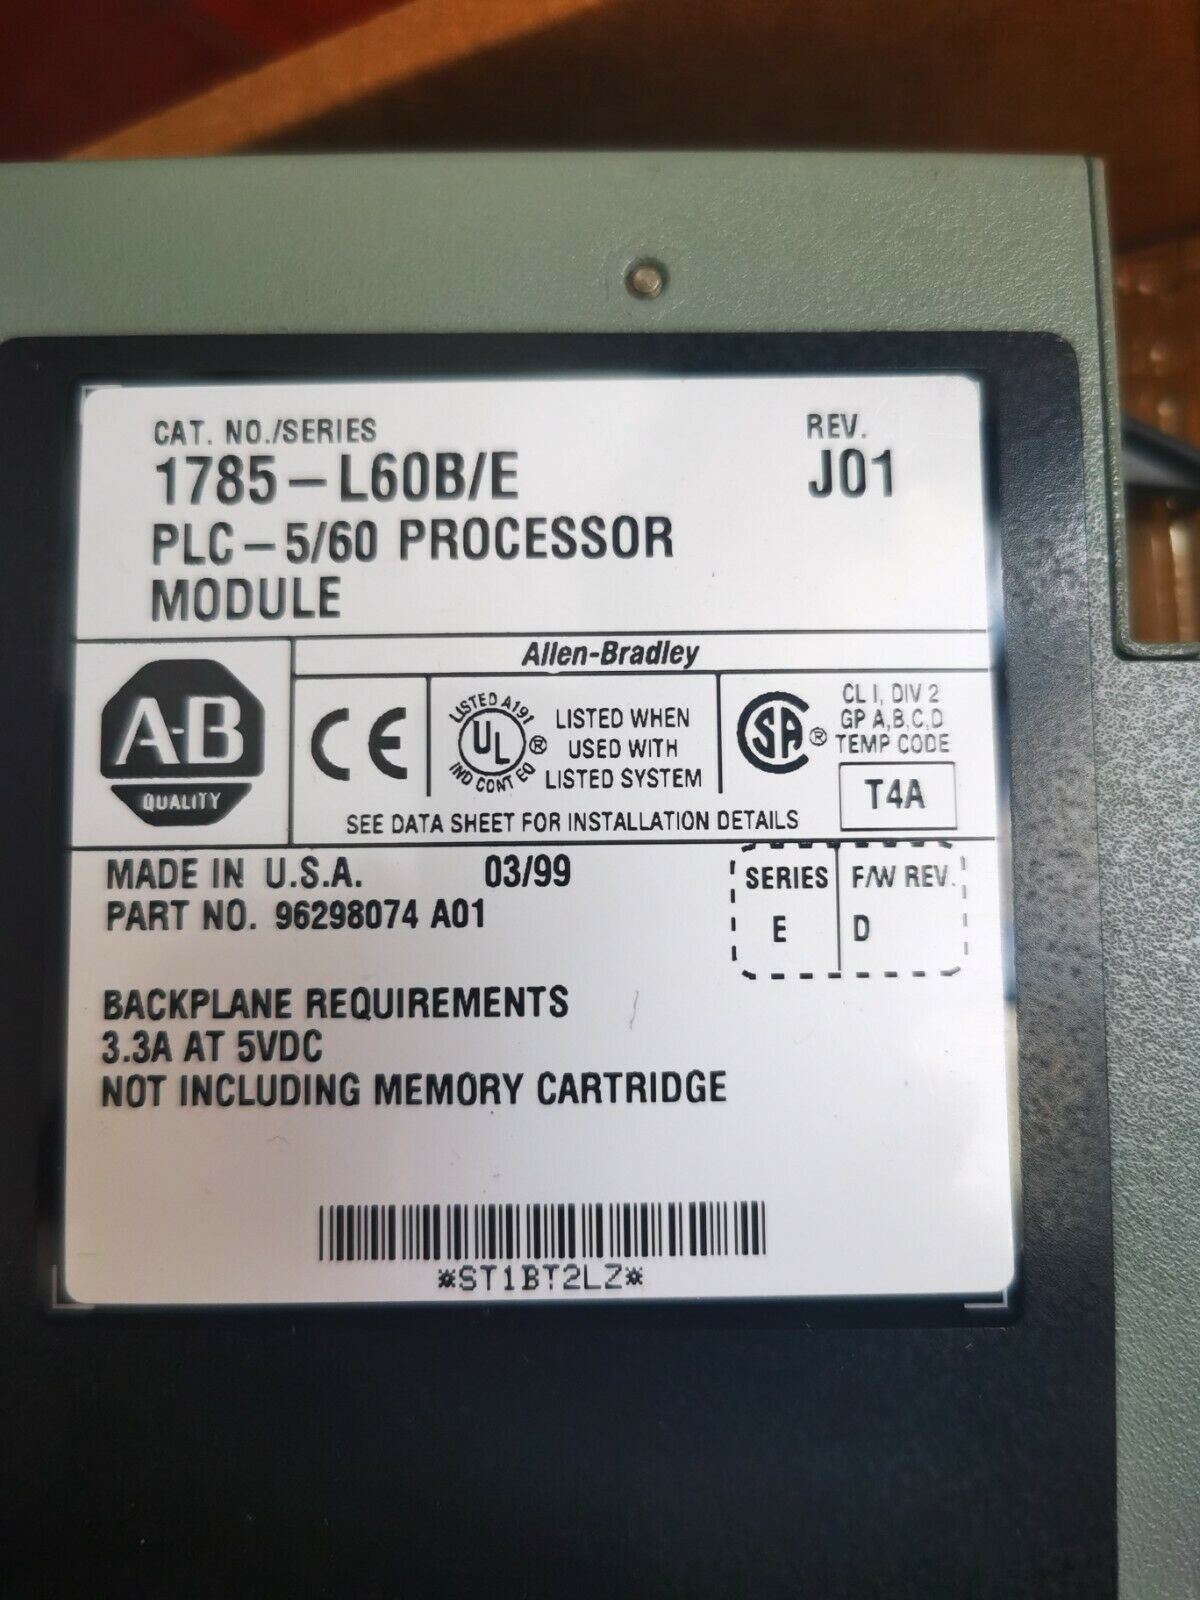 CAT. NO./SERIES REV.
1785-L60B/E J01
PLC-5/60 PROCESSOR
MODULE
Allen-Bradley
A-B
QUALITY
CE
LISTED A191
UL ®
IND CONT EQ
LISTED WHEN
USED WITH
LISTED SYSTEM
SA ®
CL I, DIV 2
GP A,B,C,D
TEMP CODE
T4A
SEE DATA SHEET FOR INSTALLATION DETAILS
MADE IN U.S.A. 03/99
PART NO. 96298074 A01
SERIES F/W REV.
E D
BACKPLANE REQUIREMENTS
3.3A AT 5VDC
NOT INCLUDING MEMORY CARTRIDGE
*ST1BT2LZ*